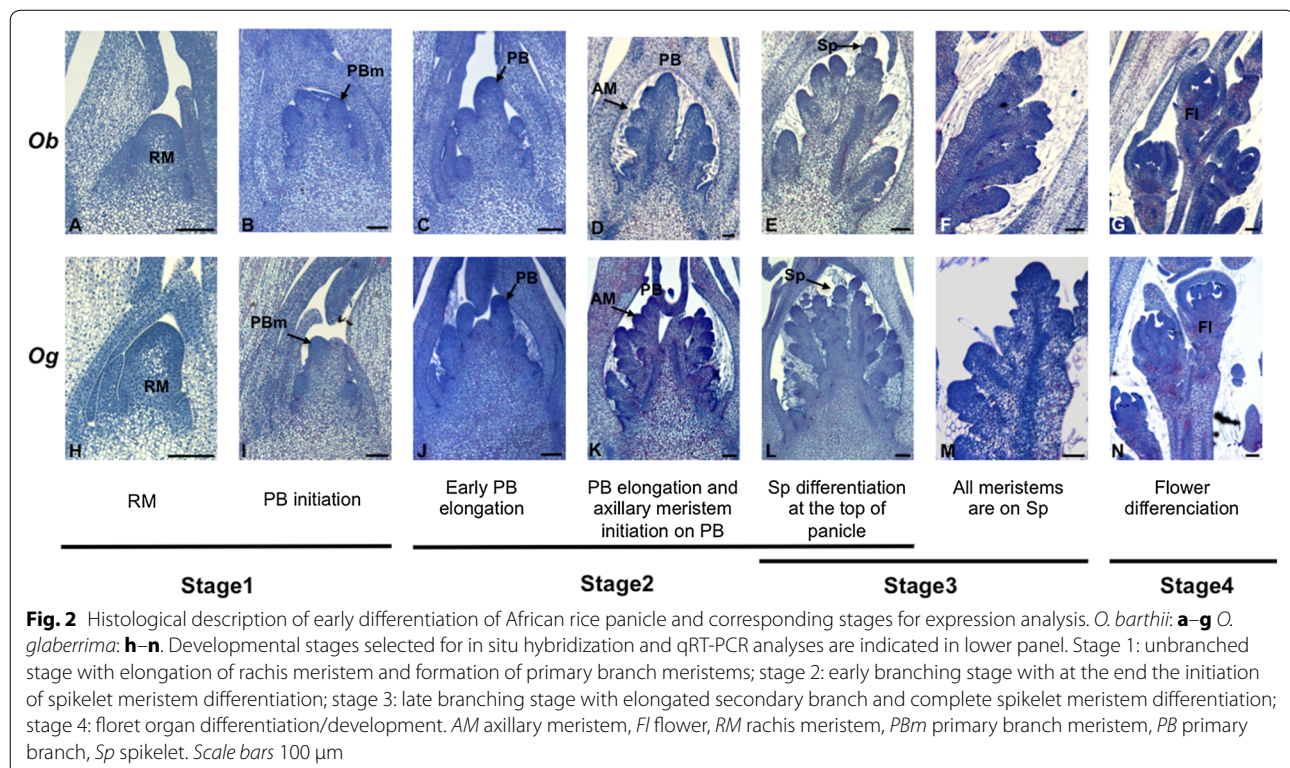 PBm PB PB Sp
AM
Ob RM Fl
A B C D E F G
PB PB Sp
PBm AM
Og RM Fl
H I J K L M N
RM PB initiation Early PB elongation PB elongation and axillary meristem initiation on PB Sp differentiation at the top of panicle All meristems are on Sp Flower differenciation
Stage1 Stage2 Stage3 Stage4
Fig. 2 Histological description of early differentiation of African rice panicle and corresponding stages for expression analysis. O. barthii: a–g O.
glaberrima: h–n. Developmental stages selected for in situ hybridization and qRT-PCR analyses are indicated in lower panel. Stage 1: unbranched
stage with elongation of rachis meristem and formation of primary branch meristems; stage 2: early branching stage with at the end the initiation
of spikelet meristem differentiation; stage 3: late branching stage with elongated secondary branch and complete spikelet meristem differentiation;
stage 4: floret organ differentiation/development. AM axillary meristem, Fl flower, RM rachis meristem, PBm primary branch meristem, PB primary
branch, Sp spikelet. Scale bars 100 µm